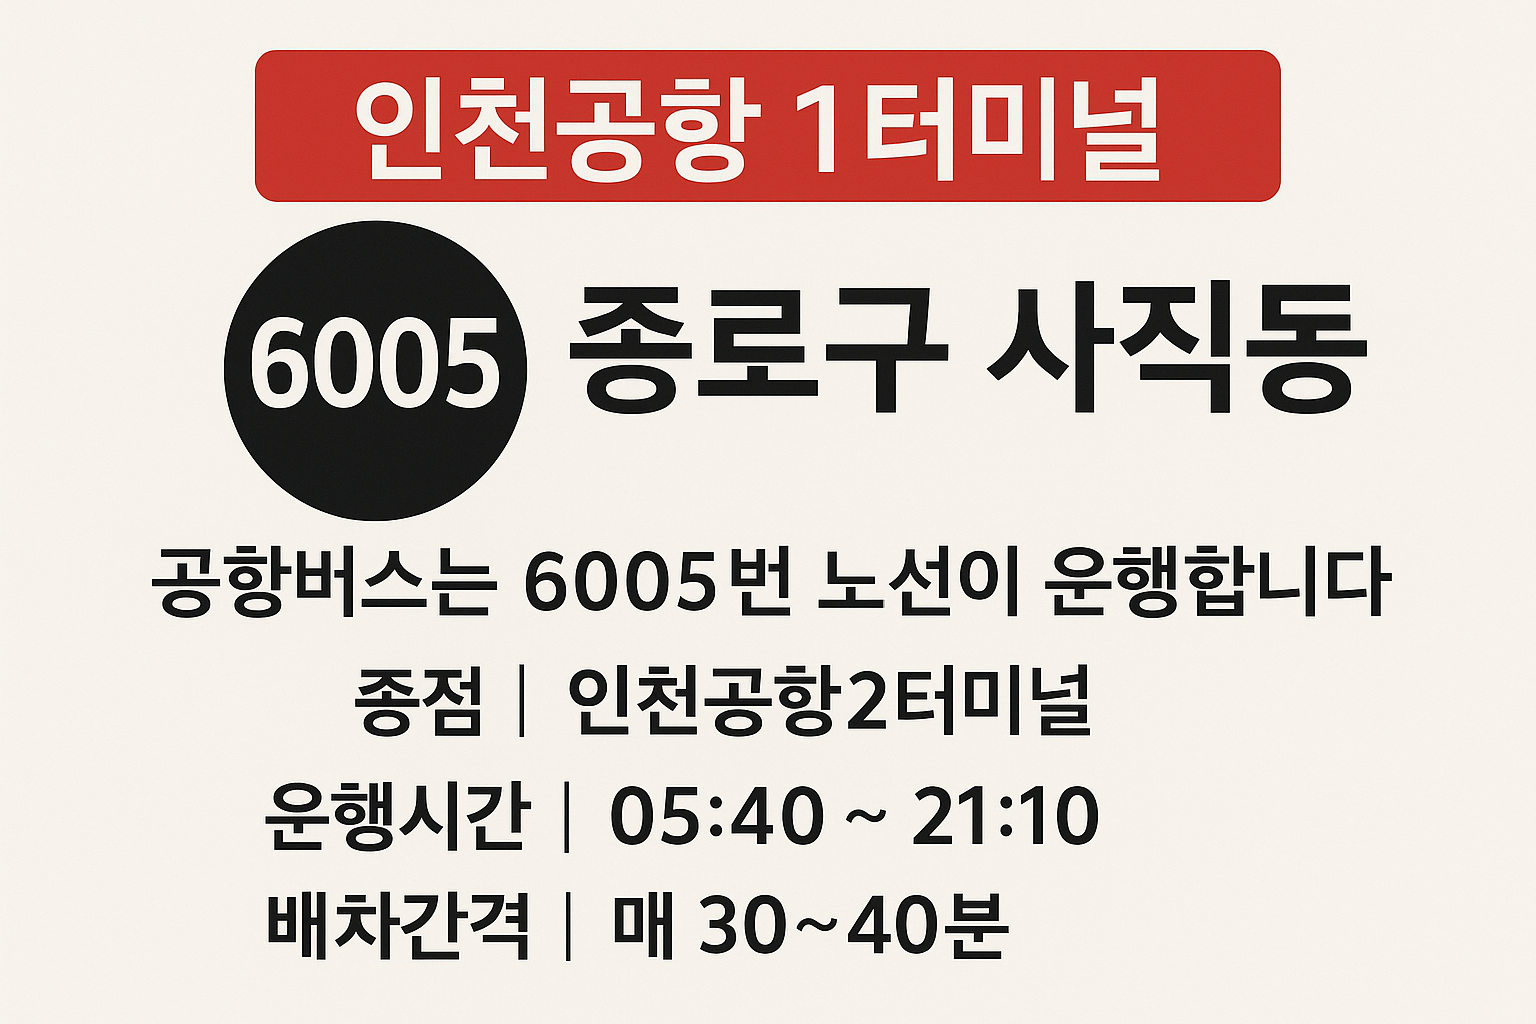 인천공항 1터미널
6005 종로구 사직동
공항버스는 6005번 노선이 운행합니다
종점 | 인천공항2터미널
운행시간 | 05:40 ~ 21:10
배차간격 | 매 30~40분